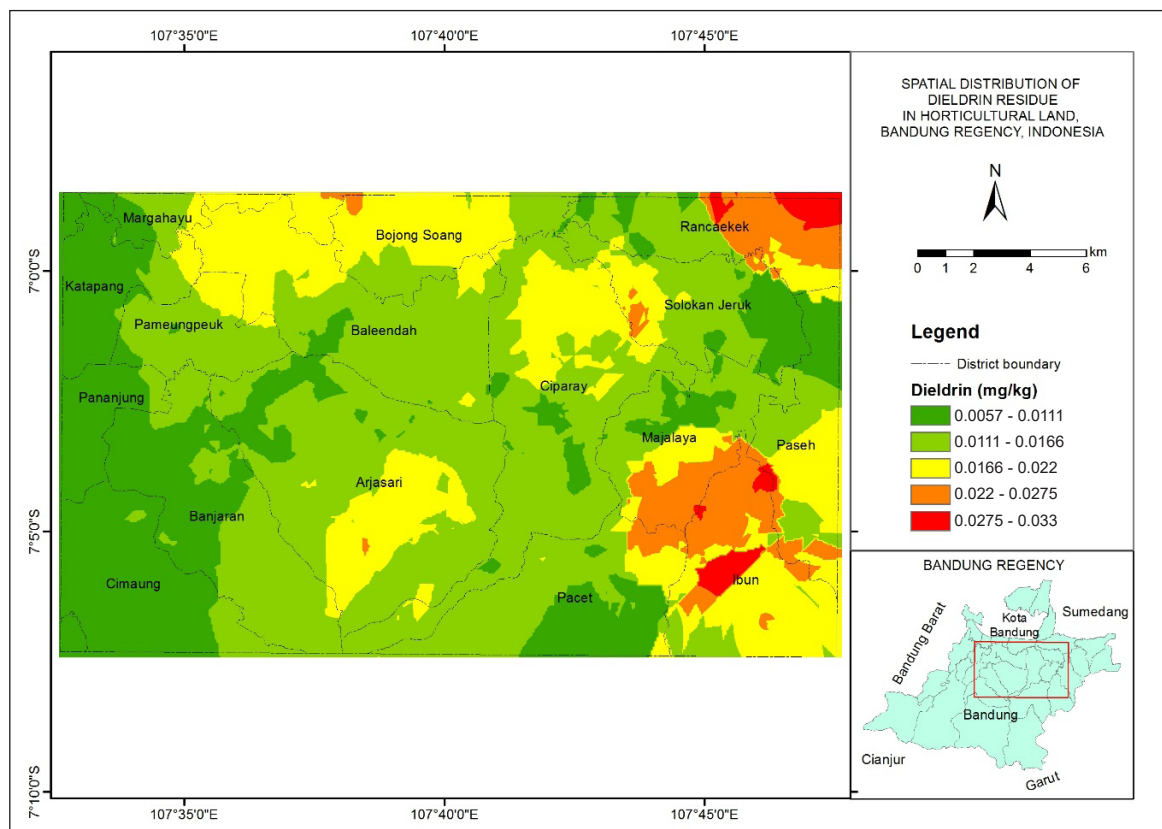 107°35'0"E
107°40'0"E
107°45'0"E
7°0'0"S
7°5'0"S
7°10'0"S
Margahayu
Bojong Soang
Rancaekek
Katapang
Pameungpeuk
Baleendah
Solokan Jeruk
Pananjung
Ciparay
Majalaya
Paseh
Arjasari
Banjaran
Cimaung
Pacet
Ibun
107°35'0"E
107°40'0"E
107°45'0"E
SPATIAL DISTRIBUTION OF
DIELDRIN RESIDUE
IN HORTICULTURAL LAND,
BANDUNG REGENCY, INDONESIA
N
km
0 1 2 3 4 6
Legend
District boundary
Dieldrin (mg/kg)
0.0057 - 0.0111
0.0111 - 0.0166
0.0166 - 0.022
0.022 - 0.0275
0.0275 - 0.033
BANDUNG REGENCY
Kota
Bandung
Sumedang
Bandung Barat
Bandung
Cianjur
Garut